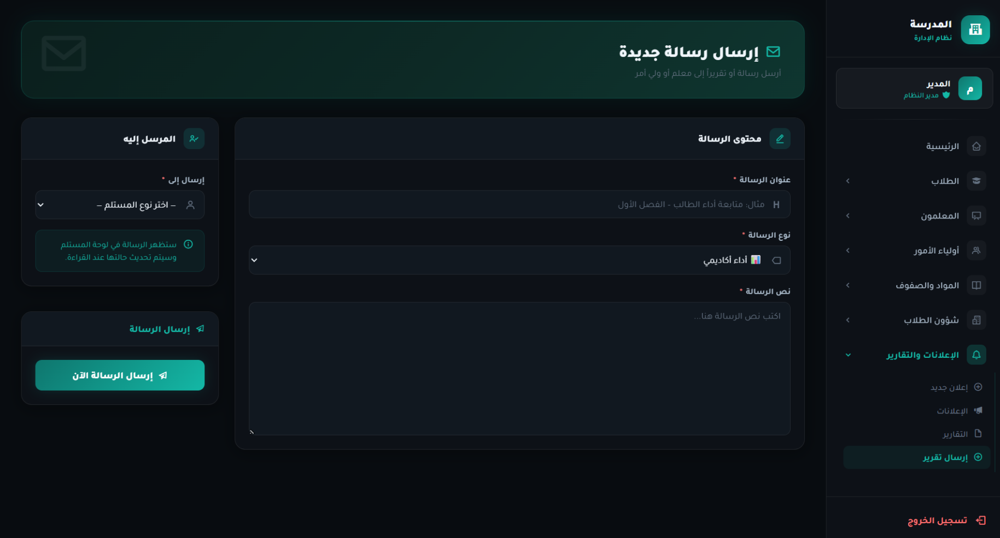 المدرسة
نظام الإدارة
م
المدير
مدير النظام
الرئيسية
الطلاب
المعلمون
أولياء الأمور
المواد والصفوف
شؤون الطلاب
الإعلانات والتقارير
إعلان جديد
الإعلانات
التقارير
إرسال تقرير
تسجيل الخروج
إرسال رسالة جديدة
أرسل رسالة أو تقريراً إلى معلم أو ولي أمر
محتوى الرسالة
عنوان الرسالة *
مثال: متابعة أداء الطالب - الفصل الأول
نوع الرسالة *
📊 أداء أكاديمي
نص الرسالة *
اكتب نص الرسالة هنا...
المرسل إليه
إرسال إلى *
– اختر نوع المستلم –
ستظهر الرسالة في لوحة المستلم
وسيتم تحديث حالتها عند القراءة.
إرسال الرسالة
إرسال الرسالة الآن